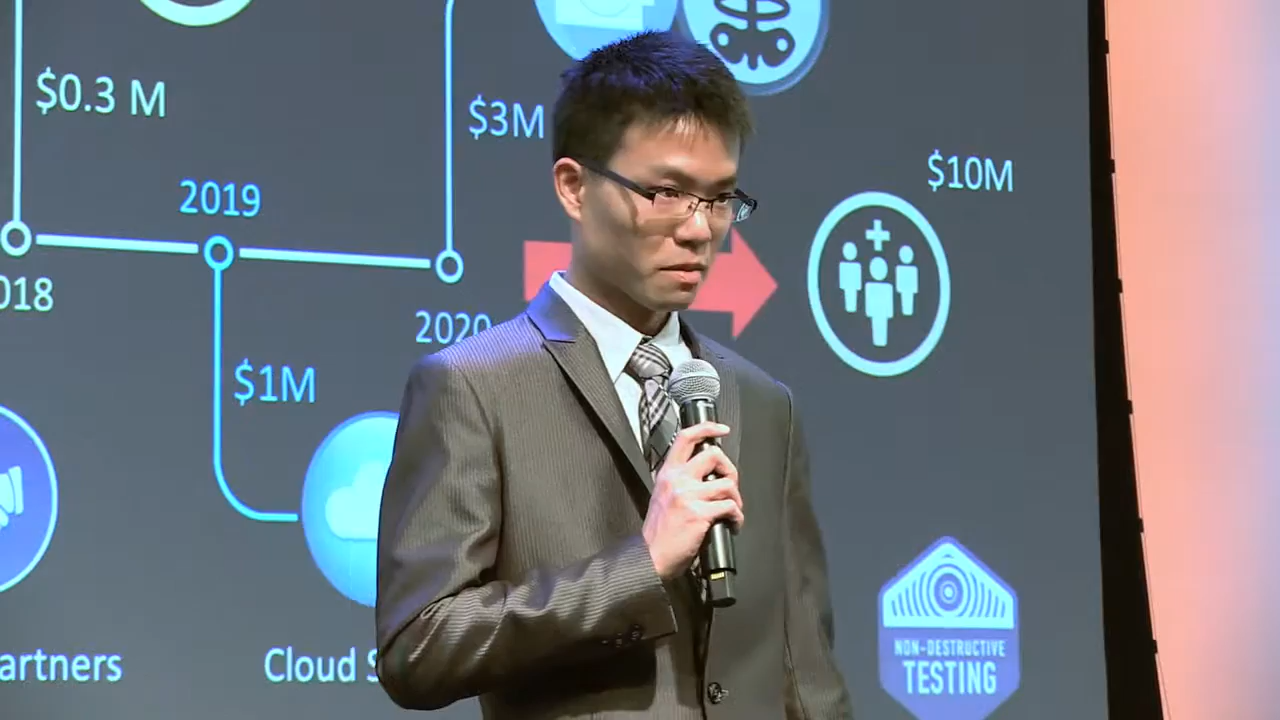 $0.3 M
$3M
$10M
2019
018
2020
$1M
artners
Cloud S
NON-DESTRUCTIVE
TESTING